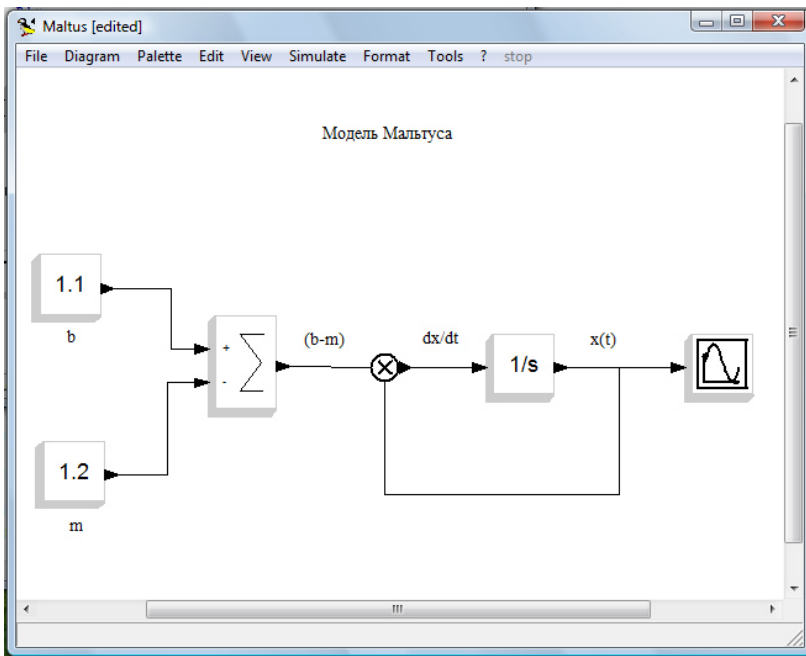 Maltus [edited]
File Diagram Palette Edit View Simulate Format Tools ? stop
Модель Мальтуса
1.1
b
+
-
(b-m)
dx/dt
1/s
x(t)
1.2
m